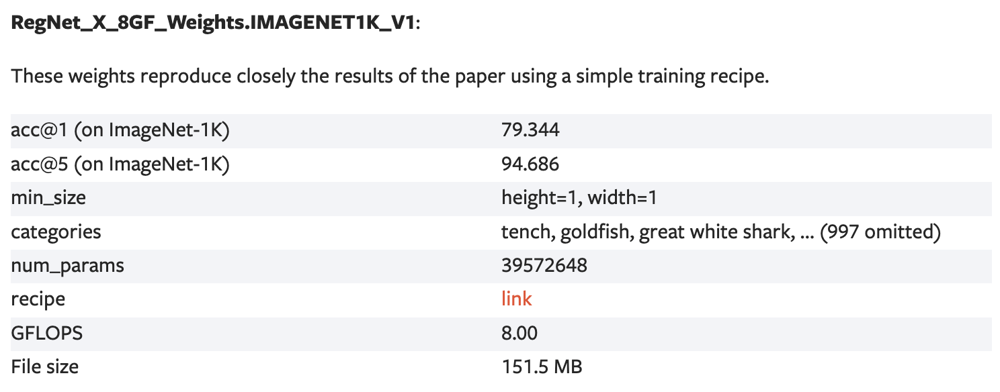 RegNet_X_8GF_Weights.IMAGENET1K_V1:
These weights reproduce closely the results of the paper using a simple training recipe.
acc@1 (on ImageNet-1K) 79.344
acc@5 (on ImageNet-1K) 94.686
min_size height=1, width=1
categories tench, goldfish, great white shark, ... (997 omitted)
num_params 39572648
recipe link
GFLOPS 8.00
File size 151.5 MB